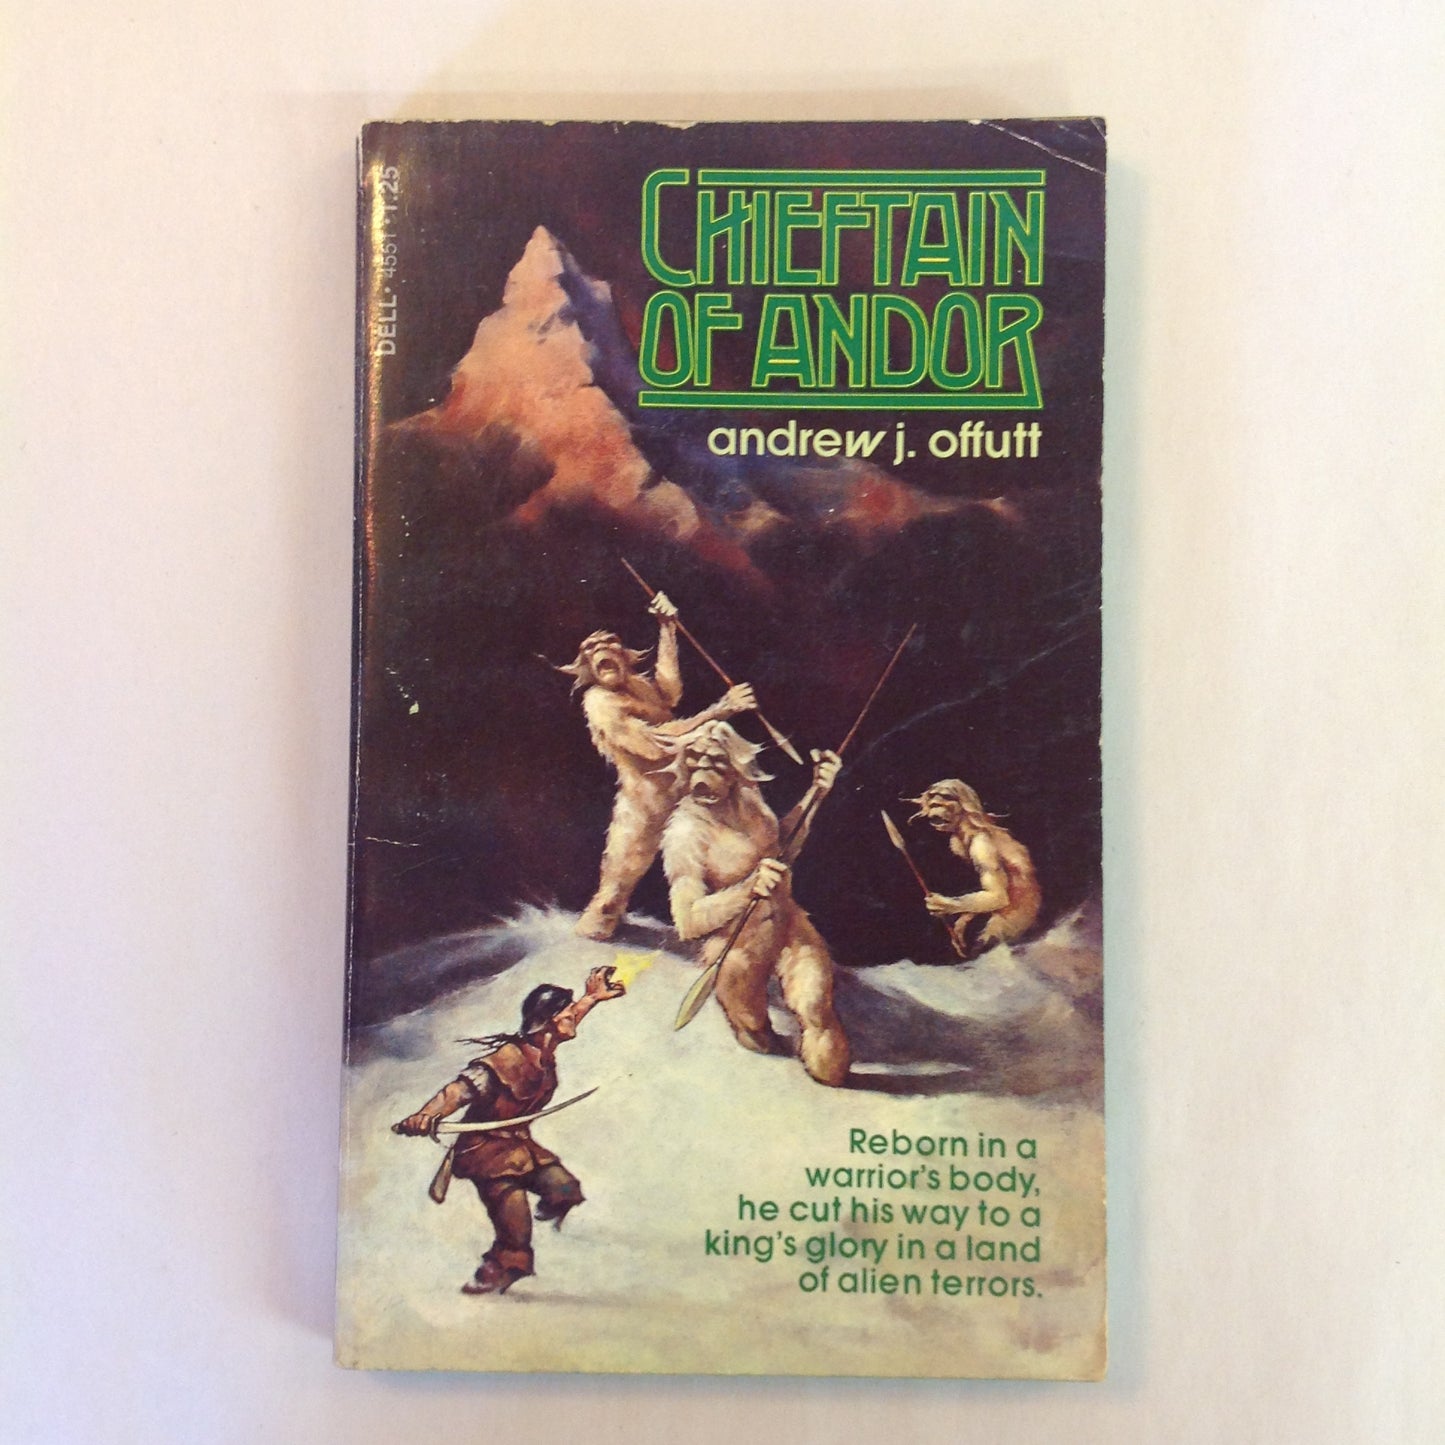 DELL • 4551 • 1.25
CHIEFTAIN
OF ANDOR
andrew j. offutt
Reborn in a
warrior's body,
he cut his way to a
king's glory in a land
of alien terrors.